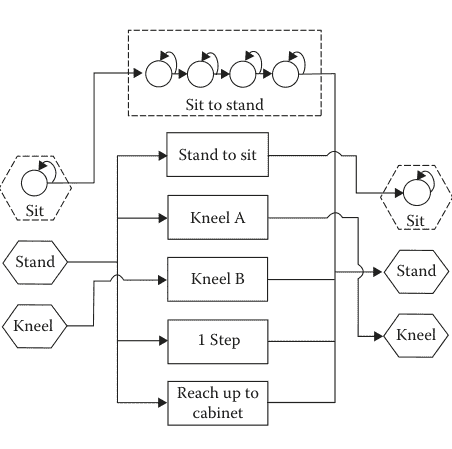 Sit to stand
Stand to sit
Sit
Sit
Kneel A
Stand
Stand
Kneel B
Kneel
Kneel
1 Step
Reach up to
cabinet